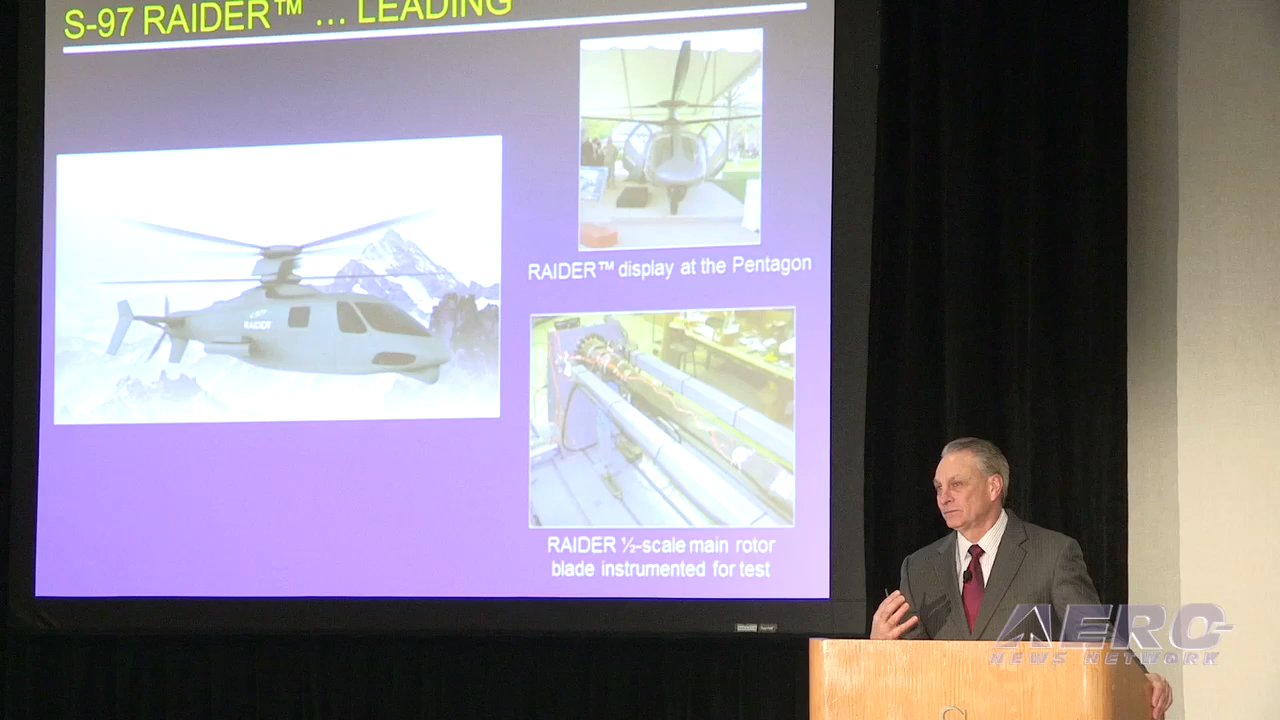 S-97 RAIDER™ ... LEADING
RAIDER
RAIDER™ display at the Pentagon
RAIDER ½-scale main rotor
blade instrumented for test
AERO
NEWS NETWORK